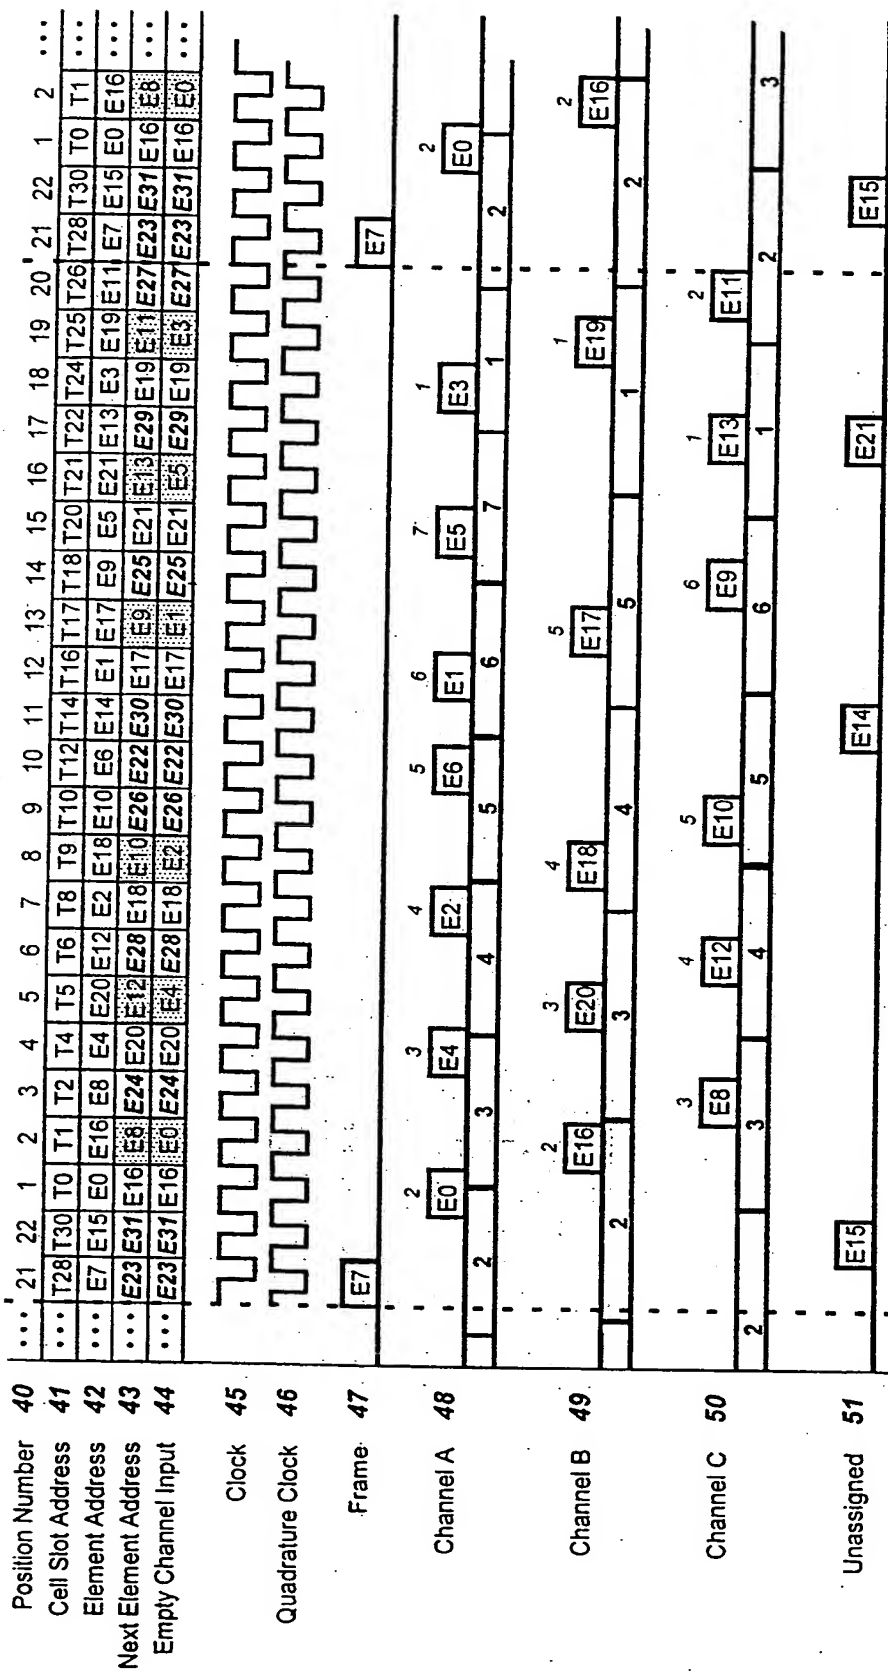 Position Number 40 ... 21 22 1 2 3 4 5 6 7 8 9 10 11 12 13 14 15 16 17 18 19 20 21 22 1 2 ...
Cell Slot Address 41 ... T28 T30 T0 T1 T2 T4 T5 T6 T8 T9 T10 T12 T14 T16 T17 T18 T20 T21 T22 T24 T25 T26 T28 T30 T0 T1 ...
Element Address 42 ... E7 E15 E0 E16 E8 E4 E20 E12 E2 E18 E10 E6 E14 E1 E17 E9 E5 E21 E13 E3 E19 E11 E7 E15 E0 E16 ...
Next Element Address 43 ... E23 E31 E16 E8 E24 E20 E12 E28 E18 E10 E26 E22 E30 E17 E9 E25 E21 E13 E29 E19 E11 E27 E23 E31 E16 E8 ...
Empty Channel Input 44 ... E23 E31 E16 E0 E24 E20 E4 E28 E18 E2 E26 E22 E30 E17 E1 E25 E21 E5 E29 E19 E3 E27 E23 E31 E16 E0 ...
Clock 45
Quadrature Clock 46
Frame 47 E7 E7
2 3 4 5 6 7 1 2
Channel A 48 E0 E4 E2 E6 E1 E5 E3 E0
2 3 4 5 6 7 1 2
2 3 4 5 1 2
Channel B 49 E16 E20 E18 E17 E19 E16
2 3 4 5 1 2
3 4 5 6 1 2
Channel C 50 E8 E12 E10 E9 E13 E11
2 3 4 5 6 1 2 3
Unassigned 51 E15 E14 E21 E15